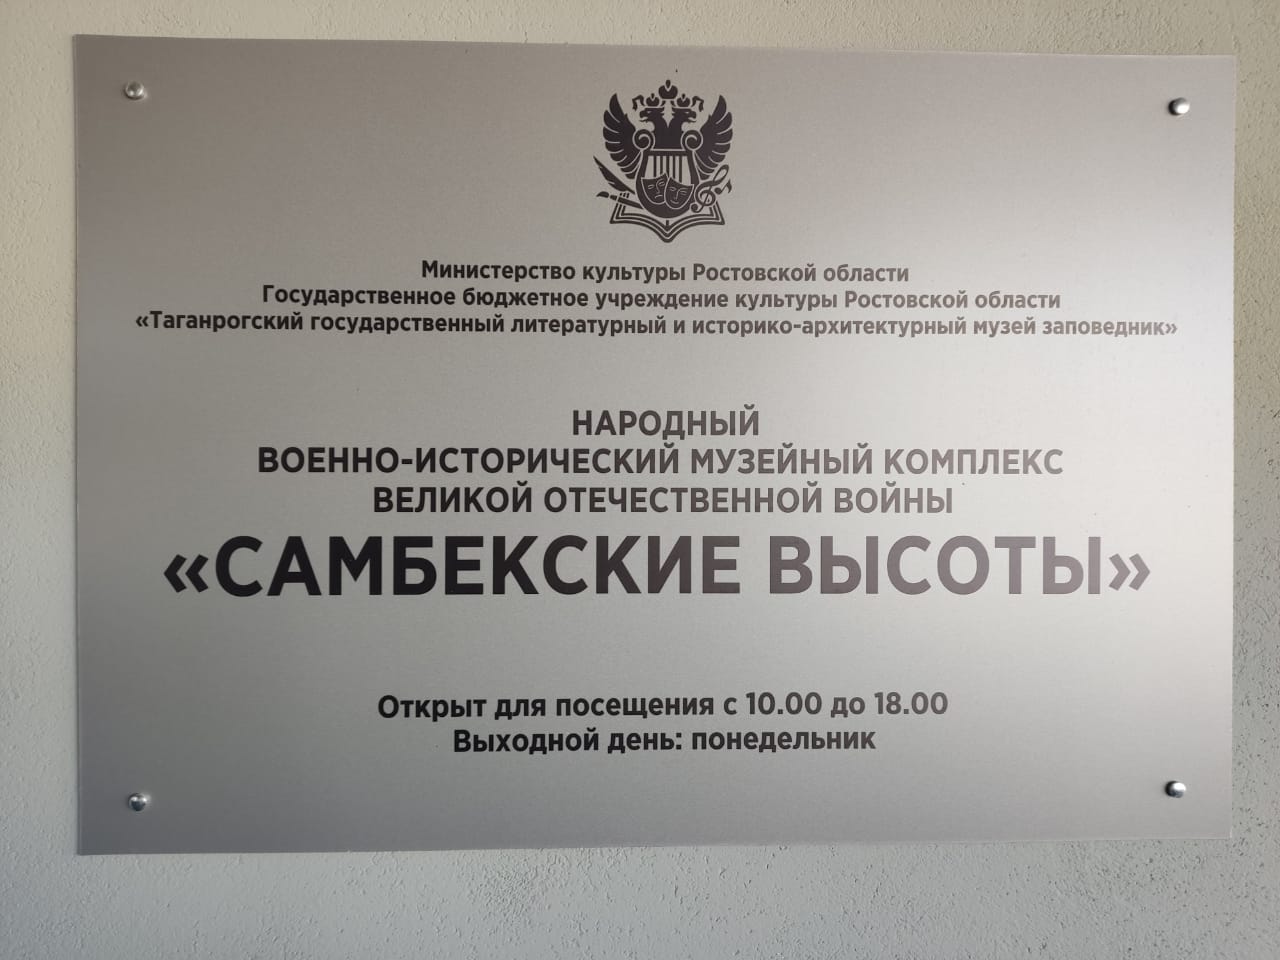 Министерство культуры Ростовской области
Государственное бюджетное учреждение культуры Ростовской области
«Таганрогский государственный литературный и историко-архитектурный музей заповедник»
НАРОДНЫЙ
ВОЕННО-ИСТОРИЧЕСКИЙ МУЗЕЙНЫЙ КОМПЛЕКС
ВЕЛИКОЙ ОТЕЧЕСТВЕННОЙ ВОЙНЫ
«САМБЕКСКИЕ ВЫСОТЫ»
Открыт для посещения с 10.00 до 18.00
Выходной день: понедельник